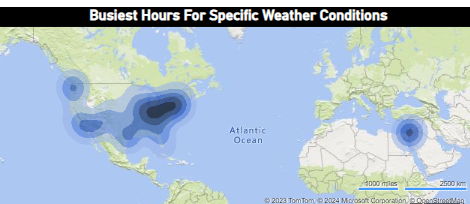 Busiest Hours For Specific Weather Conditions
Atlantic
Ocean
1000 miles
2500 km
© 2023 TomTom, © 2024 Microsoft Corporation, © OpenStreetMap